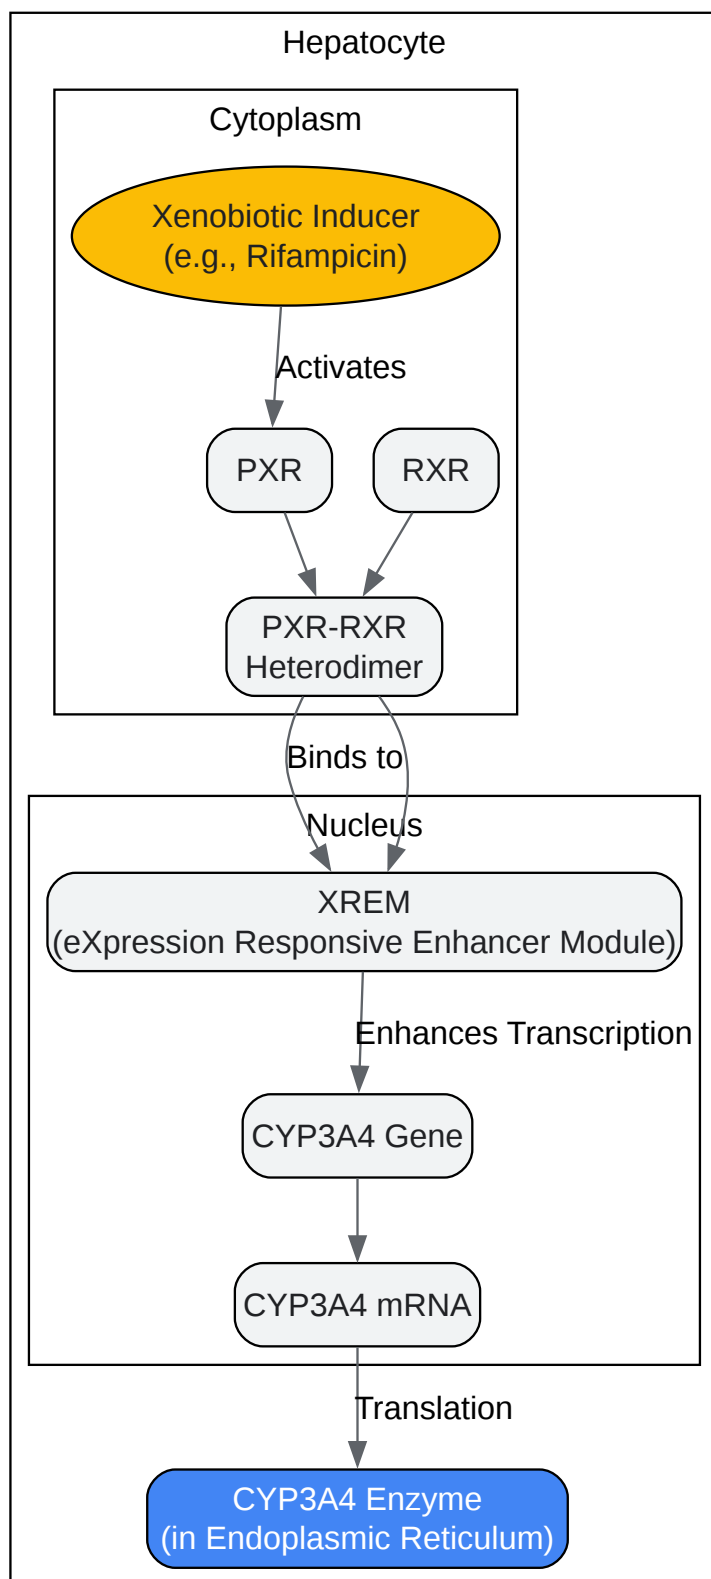 Hepatocyte
Cytoplasm
Xenobiotic Inducer
(e.g., Rifampicin)
Activates
PXR
RXR
PXR-RXR
Heterodimer
Binds to
Nucleus
XREM
(eXpression Responsive Enhancer Module)
Enhances Transcription
CYP3A4 Gene
CYP3A4 mRNA
Translation
CYP3A4 Enzyme
(in Endoplasmic Reticulum)